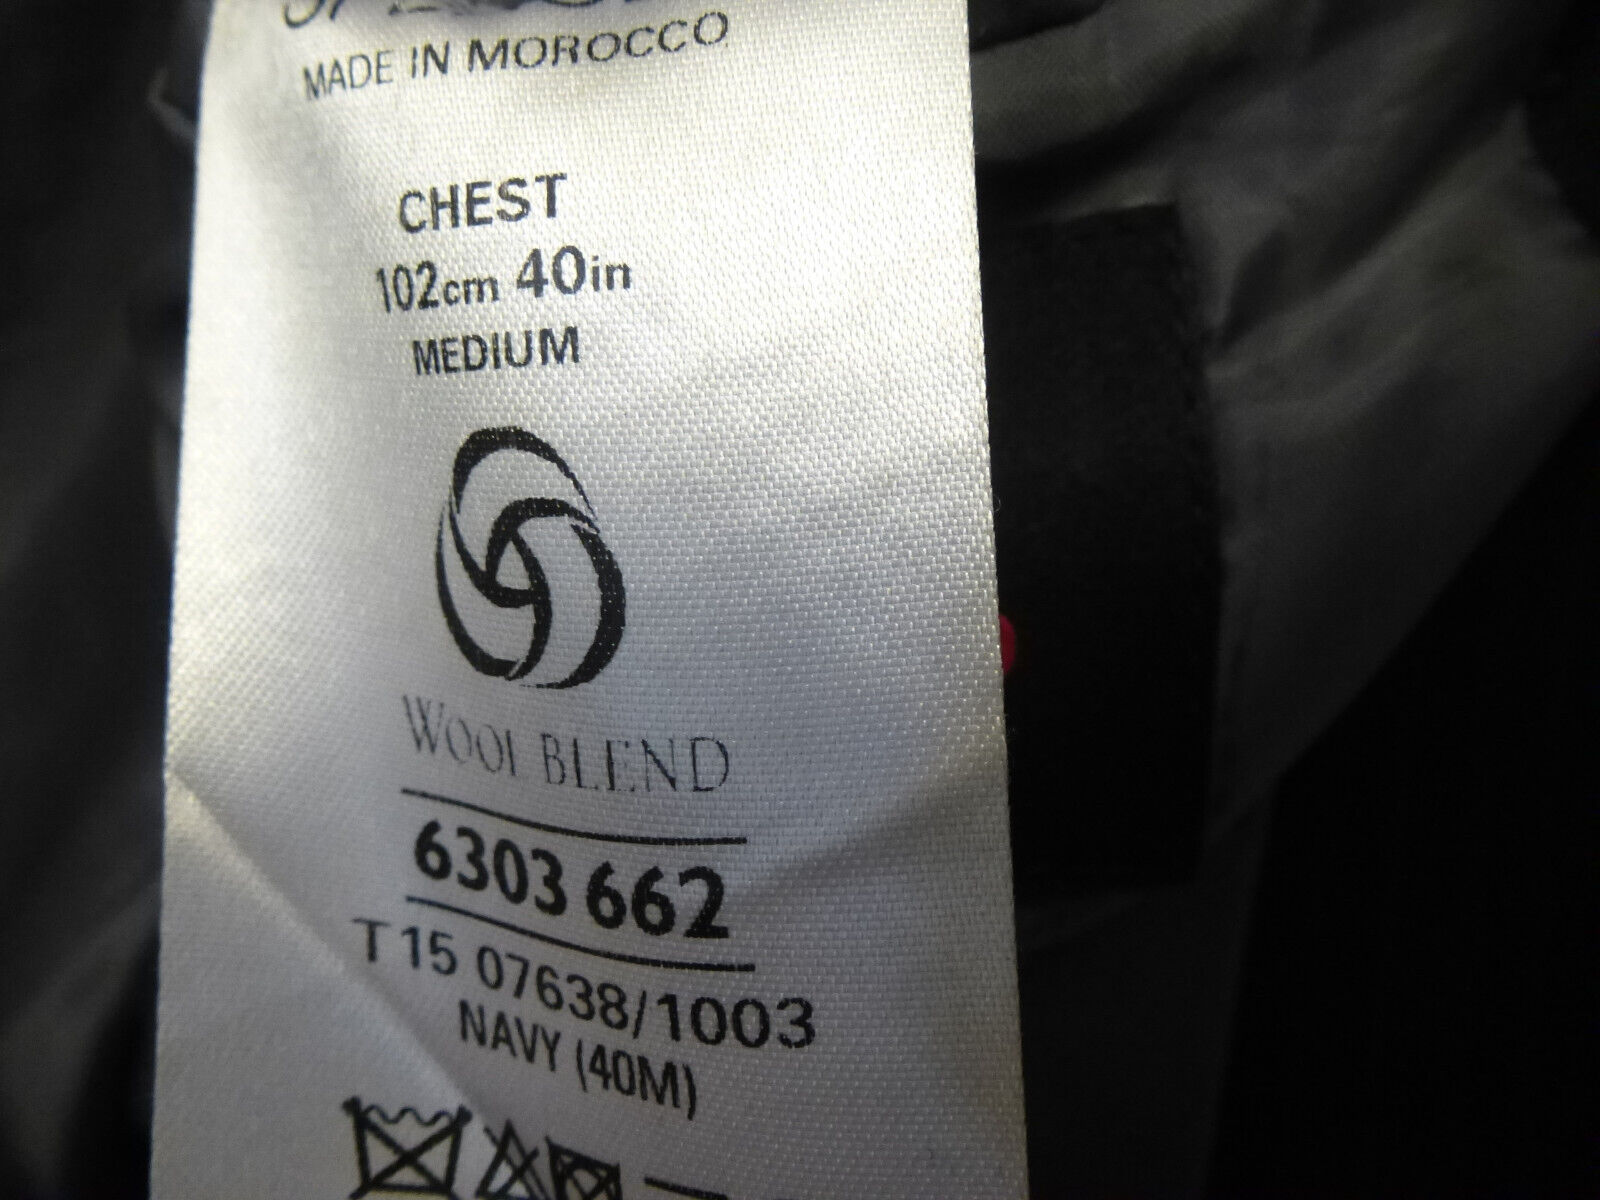 MADE IN MOROCCO
CHEST
102cm 40in
MEDIUM
WOOL BLEND
6303 662
T 15 07638/1003
NAVY (40M)